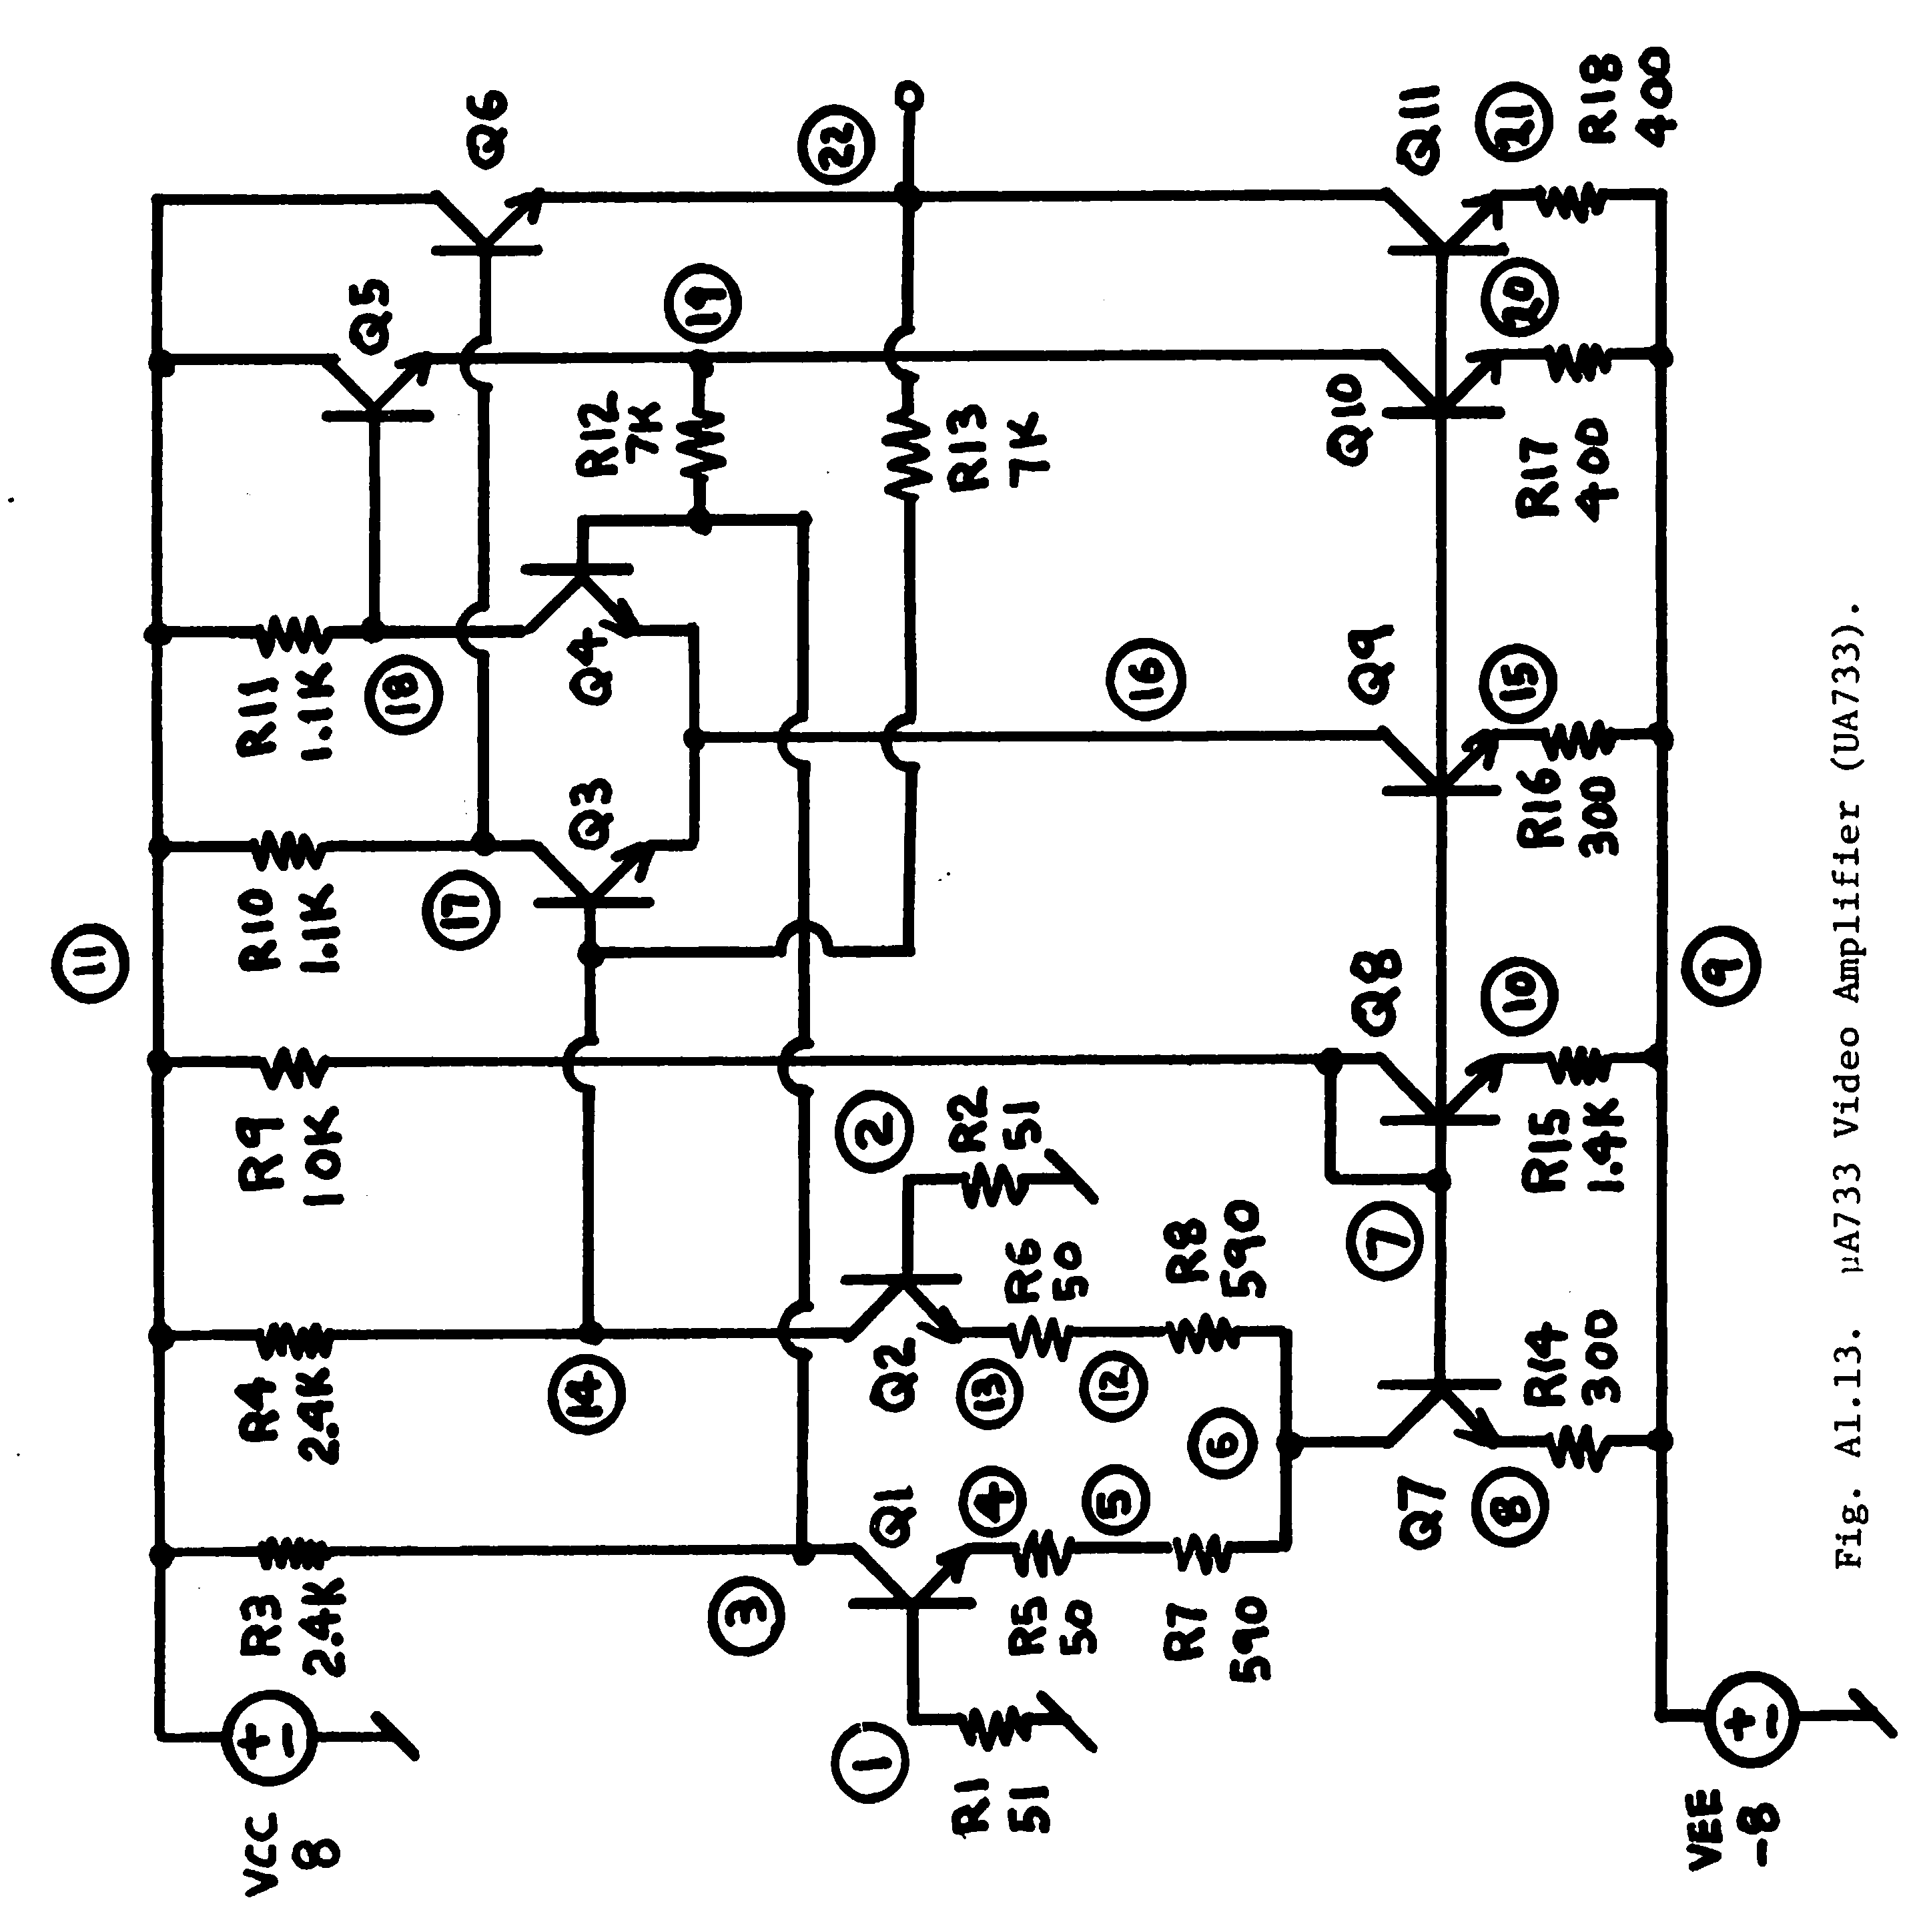 VCC
8
R3
2.4K
R4
2.4K
R9
10K
R10
1.1K
R11
1.1K
11
Q5
Q6
18
17
14
3
Q3
Q4
R12
7K
19
22
R13
7K
16
1
R1
51
Q1
4
R5
50
5
R7
590
6
Q2
13
R6
50
12
R8
590
2
R2
51
7
Q7
8
R14
300
Q8
10
R15
1.4K
Q9
15
R16
300
Q10
20
R17
400
Q11
21
R18
400
9
VEE
-8
Fig. A1.13. µA733 Video Amplifier (UA733).